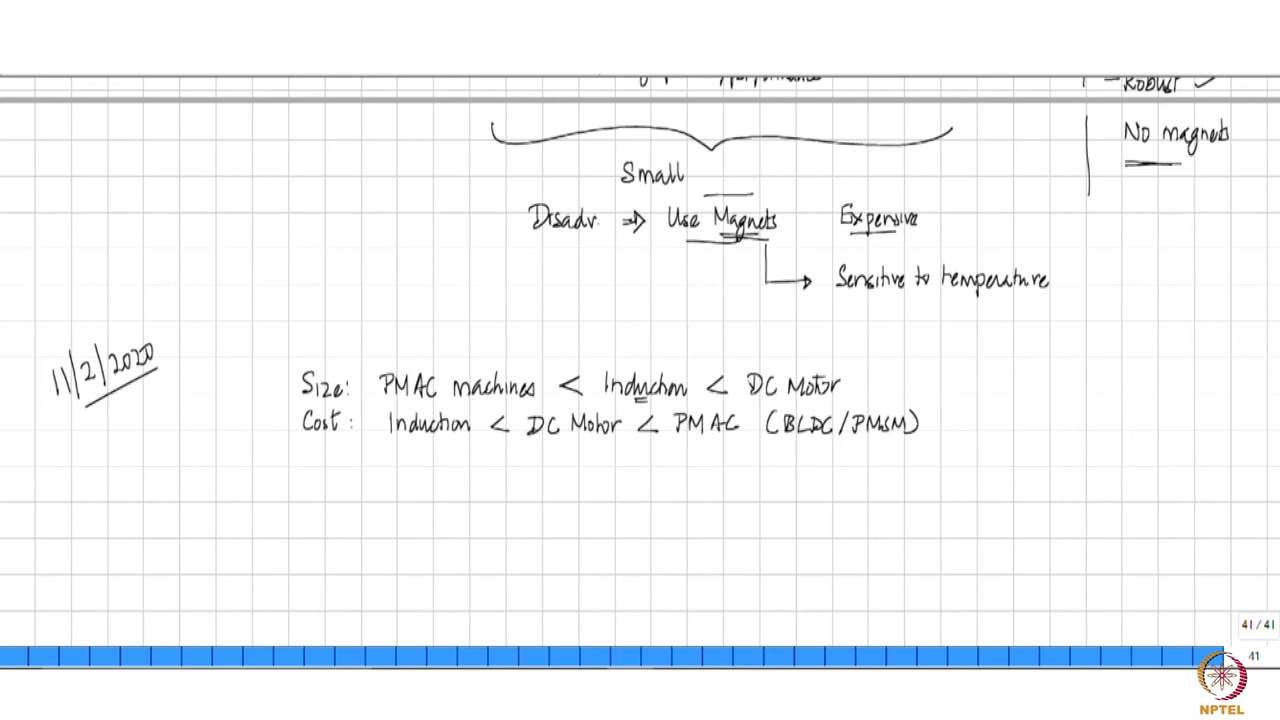 Robust
No magnets
Small
Disadv. ⇒ Use Magnets Expensive
→ Sensitive to temperature
11/2/2020
Size: PMAC machines < Induction < DC Motor
Cost: Induction < DC Motor < PMAC (BLDC/PMSM)
41/41
41
NPTEL